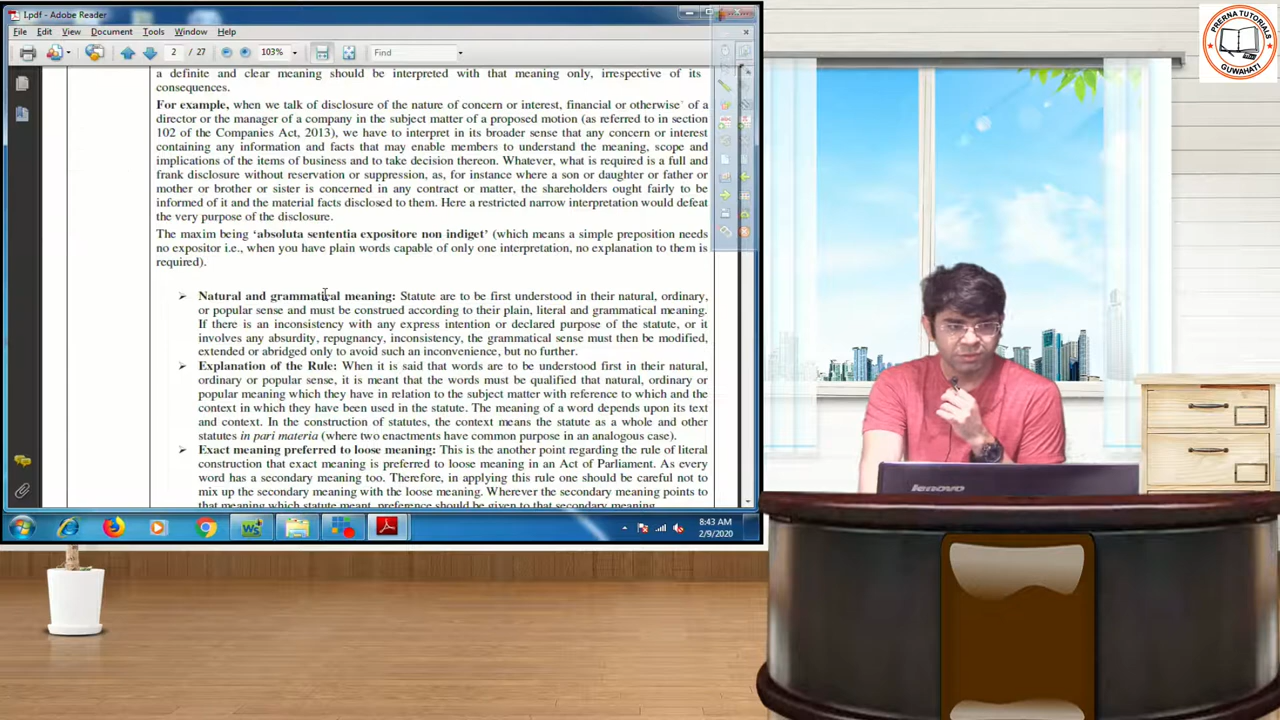 I.pdf - Adobe Reader
File Edit View Document Tools Window Help
2 / 27 103% Find
a definite and clear meaning should be interpreted with that meaning only, irrespective of its
consequences.
For example, when we talk of disclosure of the nature of concern or interest, financial or otherwise' of a
director or the manager of a company in the subject matter of a proposed motion (as referred to in section
102 of the Companies Act, 2013), we have to interpret in its broader sense that any concern or interest
containing any information and facts that may enable members to understand the meaning, scope and
implications of the items of business and to take decision thereon. Whatever, what is required is a full and
frank disclosure without reservation or suppression, as, for instance where a son or daughter or father or
mother or brother or sister is concerned in any contract or matter, the shareholders ought fairly to be
informed of it and the material facts disclosed to them. Here a restricted narrow interpretation would defeat
the very purpose of the disclosure.
The maxim being 'absoluta sententia expositore non indiget' (which means a simple preposition needs
no expositor i.e., when you have plain words capable of only one interpretation, no explanation to them is
required).
➢ Natural and grammatical meaning: Statute are to be first understood in their natural, ordinary,
or popular sense and must be construed according to their plain, literal and grammatical meaning.
If there is an inconsistency with any express intention or declared purpose of the statute, or it
involves any absurdity, repugnancy, inconsistency, the grammatical sense must then be modified,
extended or abridged only to avoid such an inconvenience, but no further.
➢ Explanation of the Rule: When it is said that words are to be understood first in their natural,
ordinary or popular sense, it is meant that the words must be qualified that natural, ordinary or
popular meaning which they have in relation to the subject matter with reference to which and the
context in which they have been used in the statute. The meaning of a word depends upon its text
and context. In the construction of statutes, the context means the statute as a whole and other
statutes in pari materia (where two enactments have common purpose in an analogous case).
➢ Exact meaning preferred to loose meaning: This is the another point regarding the rule of literal
construction that exact meaning is preferred to loose meaning in an Act of Parliament. As every
word has a secondary meaning too. Therefore, in applying this rule one should be careful not to
mix up the secondary meaning with the loose meaning. Wherever the secondary meaning points to
that meaning which statute meant, preference should be given to that secondary meaning.
8:43 AM
2/9/2020
PRERNA TUTORIALS
GUWAHATI
lenovo